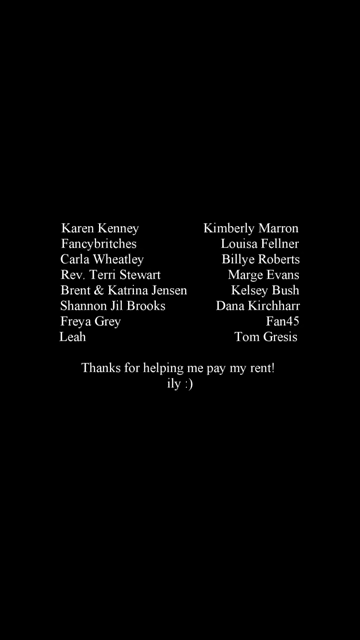 Karen Kenney Kimberly Marron
Fancybritches Louisa Fellner
Carla Wheatley Billye Roberts
Rev. Terri Stewart Marge Evans
Brent & Katrina Jensen Kelsey Bush
Shannon Jil Brooks Dana Kirchharr
Freya Grey Fan45
Leah Tom Gresis
Thanks for helping me pay my rent!
ily :)